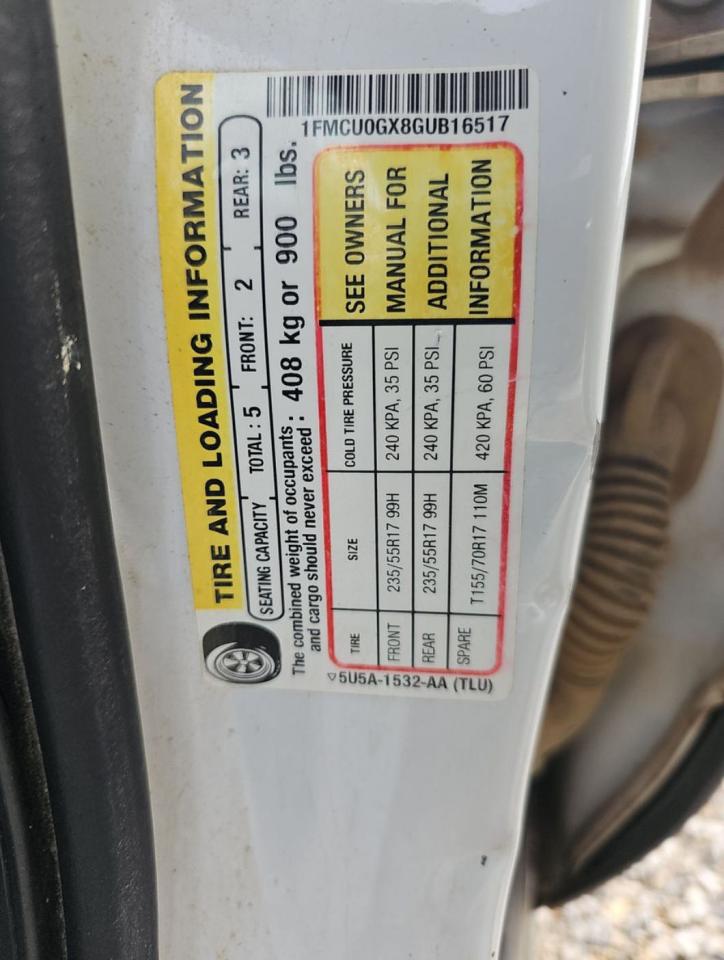 TIRE AND LOADING INFORMATION
SEATING CAPACITY TOTAL : 5 FRONT: 2 REAR: 3
The combined weight of occupants and cargo should never exceed : 408 kg or 900 lbs.
1FMCU0GX8GUB16517
TIRE SIZE COLD TIRE PRESSURE
FRONT 235/55R17 99H 240 KPA, 35 PSI
REAR 235/55R17 99H 240 KPA, 35 PSI
SPARE T155/70R17 110M 420 KPA, 60 PSI
SEE OWNERS
MANUAL FOR
ADDITIONAL
INFORMATION
5U5A-1532-AA (TLU)